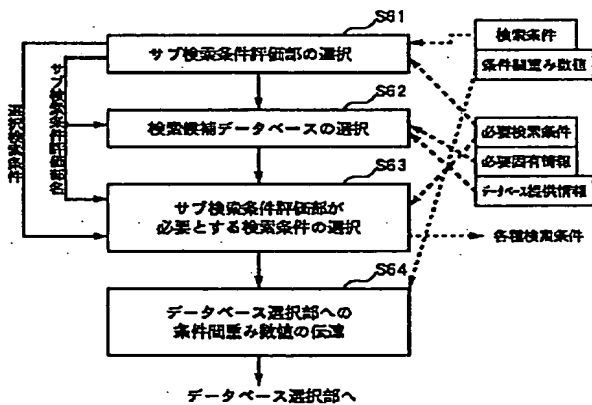 S61
サブ検索条件評価部の選択
検索条件
条件間重み数値
S62
検索候補データベースの選択
必要検索条件
必要固有情報
データベース提供情報
S63
サブ検索条件評価部が
必要とする検索条件の選択
各種検索条件
S64
データベース選択部への
条件間重み数値の伝達
データベース選択部へ